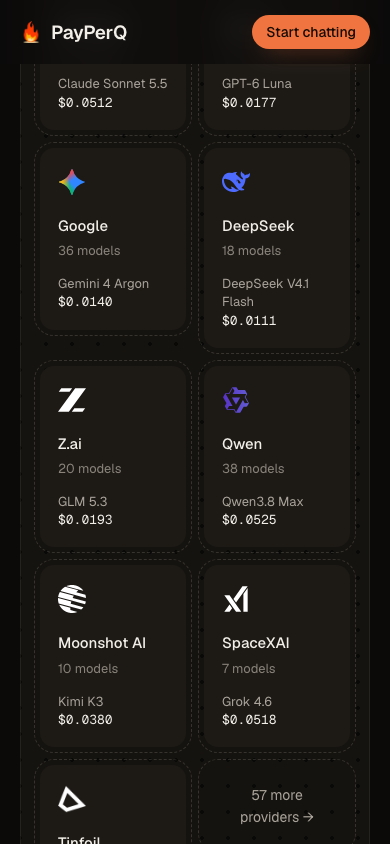 PayPerQ
Start chatting
Claude Sonnet 5.5
$0.0512
GPT-6 Luna
$0.0177
Google
36 models
Gemini 4 Argon
$0.0140
DeepSeek
18 models
DeepSeek V4.1
Flash
$0.0111
Z.ai
20 models
GLM 5.3
$0.0193
Qwen
38 models
Qwen3.8 Max
$0.0525
Moonshot AI
10 models
Kimi K3
$0.0380
SpaceXAI
7 models
Grok 4.6
$0.0518
Tinfoil
57 more
providers →